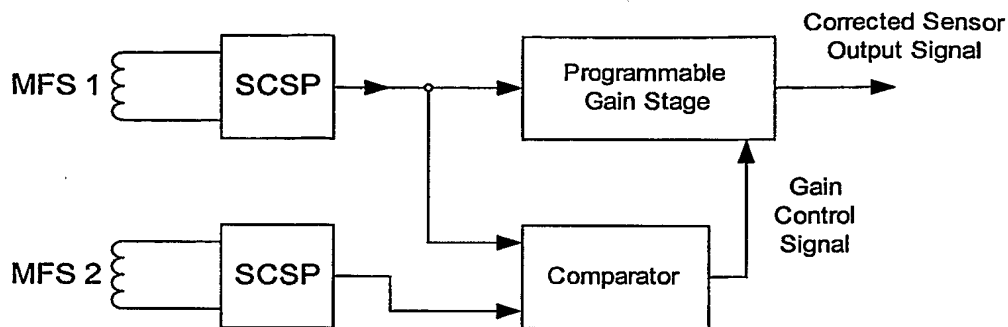 Corrected Sensor
Output Signal
MFS 1
SCSP
Programmable
Gain Stage
Gain
Control
Signal
MFS 2
SCSP
Comparator